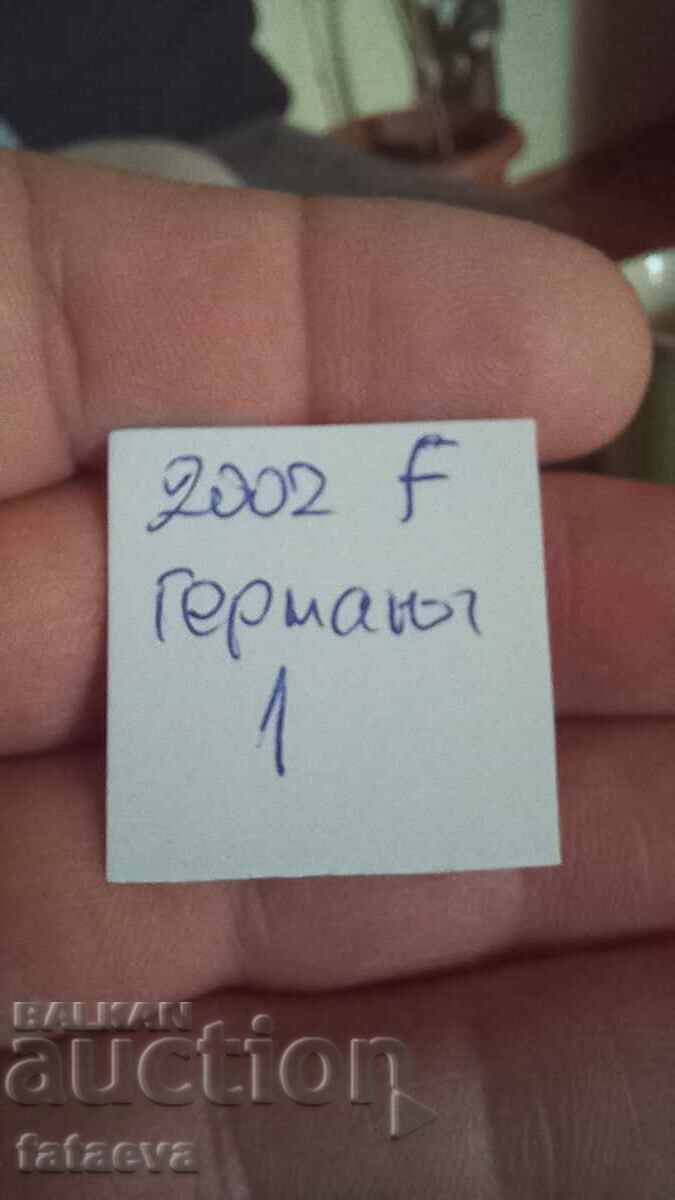 2002 F
Германия
1
BALKAN
auction
fataeva